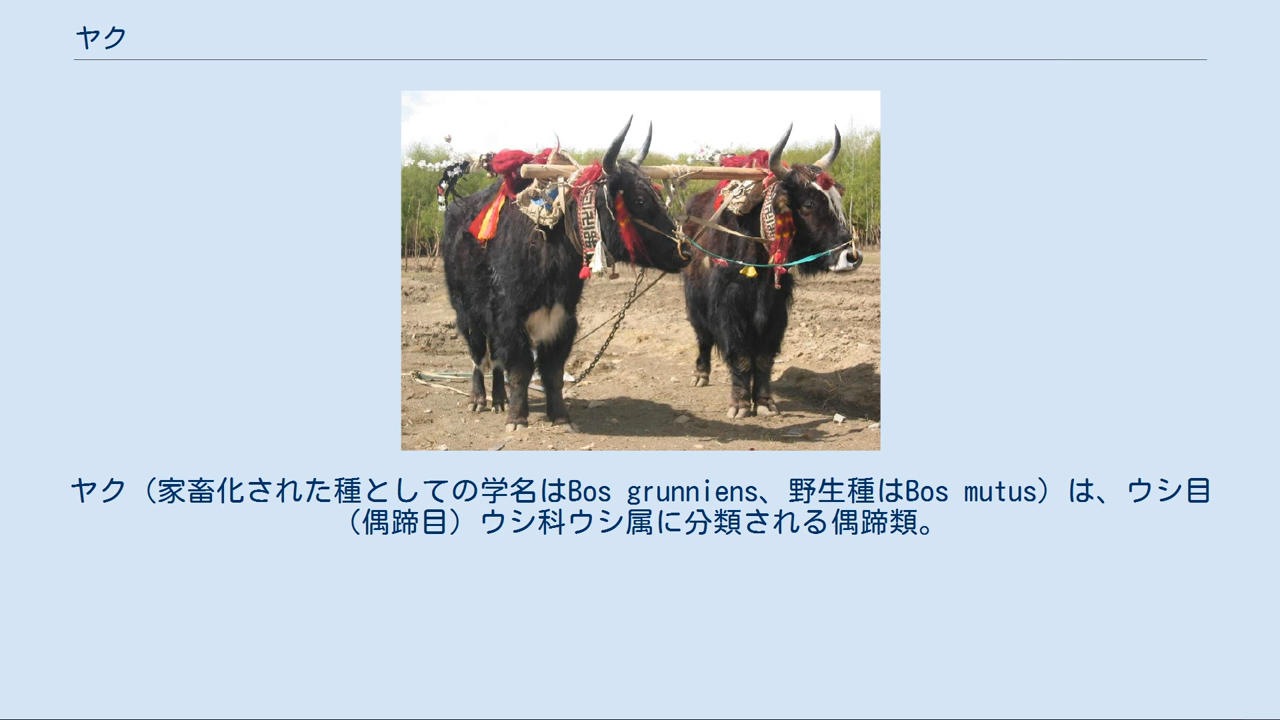 ヤク
ヤク（家畜化された種としての学名はBos grunniens、野生種はBos mutus）は、ウシ目
（偶蹄目）ウシ科ウシ属に分類される偶蹄類。